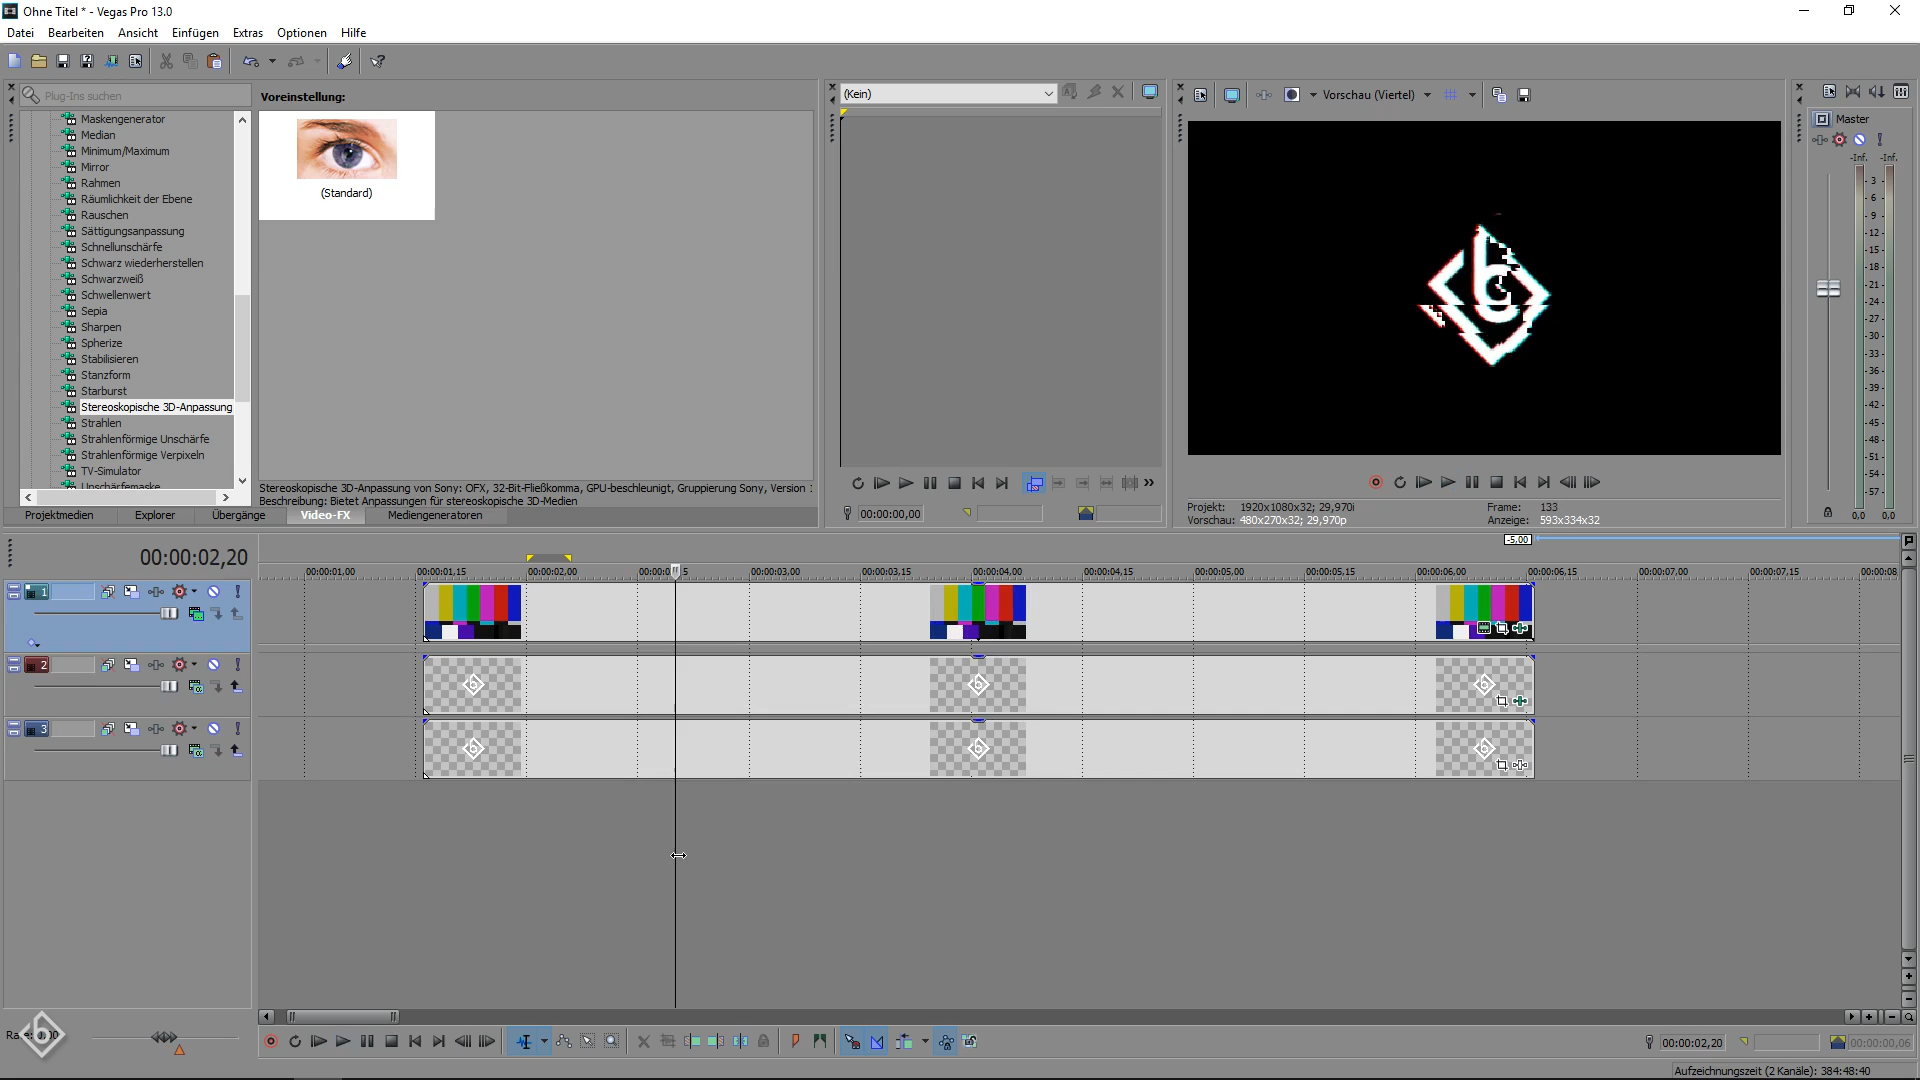 Ohne Titel * - Vegas Pro 13.0
Datei Bearbeiten Ansicht Einfügen Extras Optionen Hilfe
Plug-Ins suchen
Maskengenerator
Median
Minimum/Maximum
Mirror
Rahmen
Räumlichkeit der Ebene
Rauschen
Sättigungsanpassung
Schnellunschärfe
Schwarz wiederherstellen
Schwarzweiß
Schwellenwert
Sepia
Sharpen
Spherize
Stabilisieren
Stanzform
Starburst
Stereoskopische 3D-Anpassung
Strahlen
Strahlenförmige Unschärfe
Strahlenförmige Verpixeln
TV-Simulator
Unschärfemaske
Voreinstellung:
(Standard)
Stereoskopische 3D-Anpassung von Sony: OFX, 32-Bit-Fließkomma, GPU-beschleunigt, Gruppierung Sony, Version
Beschreibung: Bietet Anpassungen für stereoskopische 3D-Medien
Projektmedien Explorer Übergänge Video-FX Mediengeneratoren
(Kein)
00:00:00,00
Vorschau (Viertel)
Projekt: 1920x1080x32; 29,970i Frame: 133
Vorschau: 480x270x32; 29,970p Anzeige: 593x334x32
Master
-Inf. -Inf.
3
6
9
12
15
18
21
24
27
30
33
36
39
42
45
48
51
54
57
0,0 0,0
-5,00
00:00:02,20
00:00:01,00 00:00:01,15 00:00:02,00 00:00:0 5 00:00:03,00 00:00:03,15 00:00:04,00 00:00:04,15 00:00:05,00 00:00:05,15 00:00:06,00 00:00:06,15 00:00:07,00 00:00:07,15 00:00:08
1
2
3
Rate: 0,00
00:00:02,20 00:00:00,06
Aufzeichnungszeit (2 Kanäle): 384:48:40